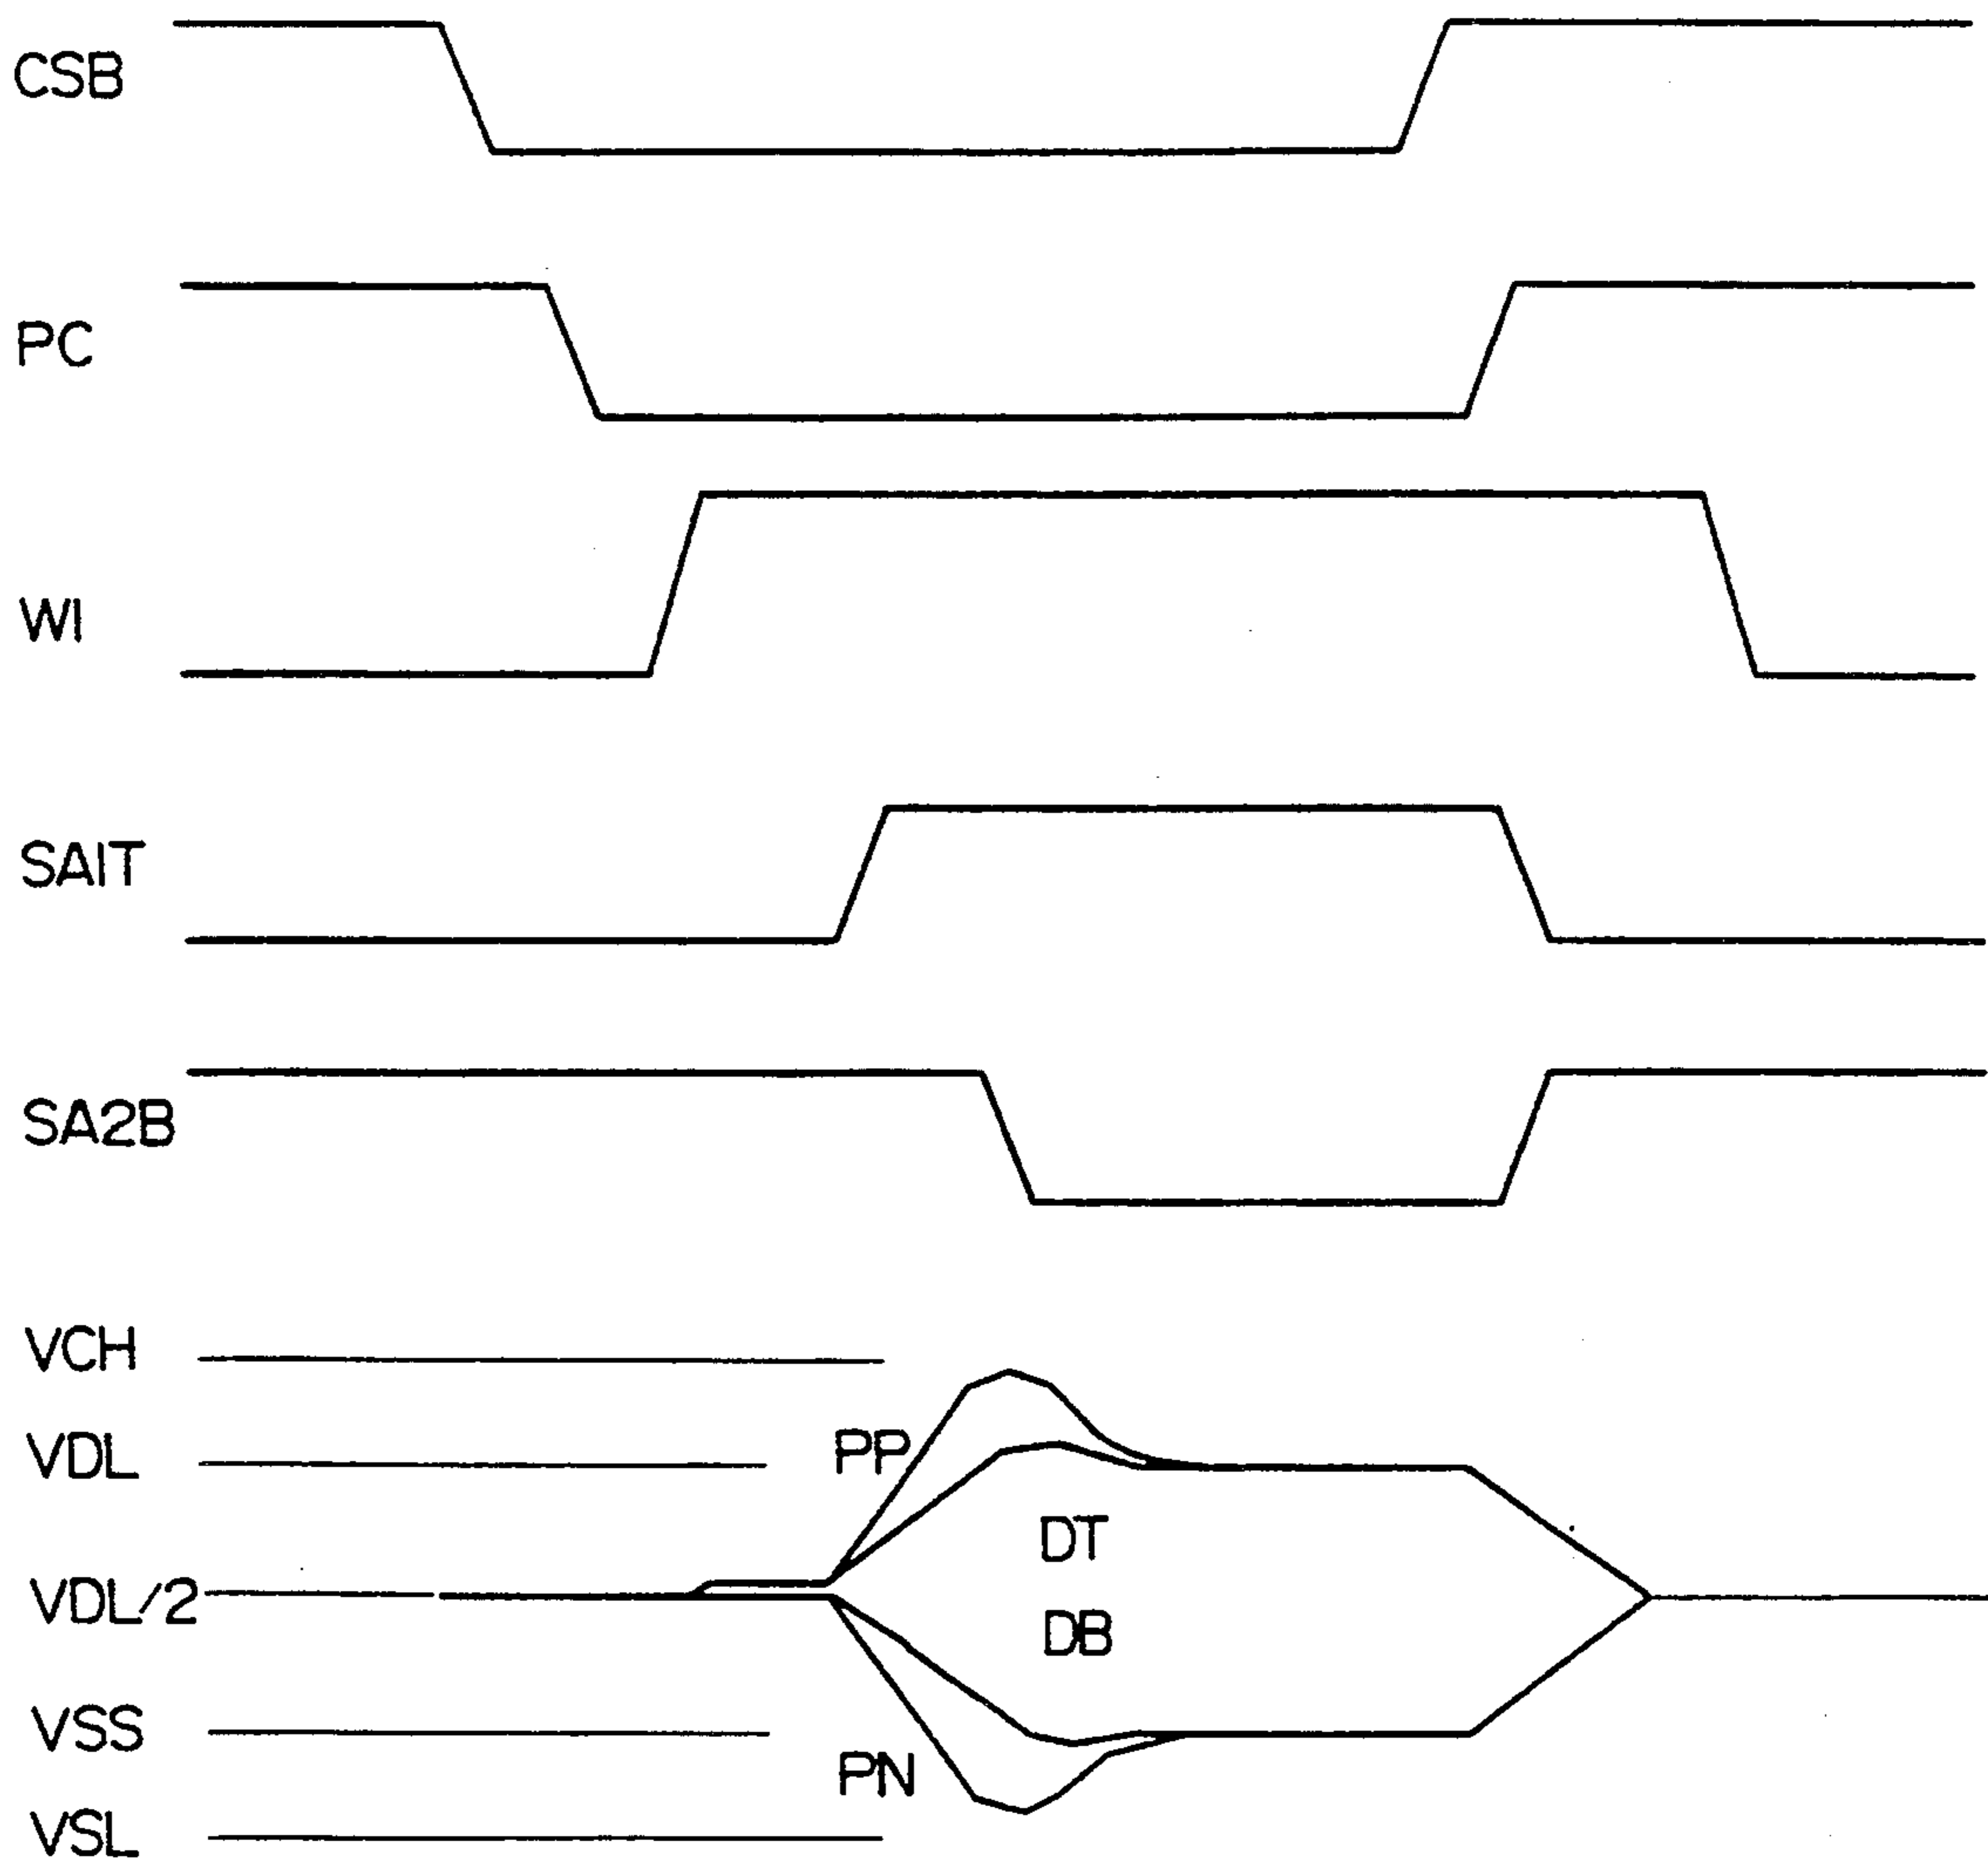 CSB
PC
WI
SAIT
SA2B
VCH
VDL
PP
DT
VDL/2
DB
VSS
PN
VSL